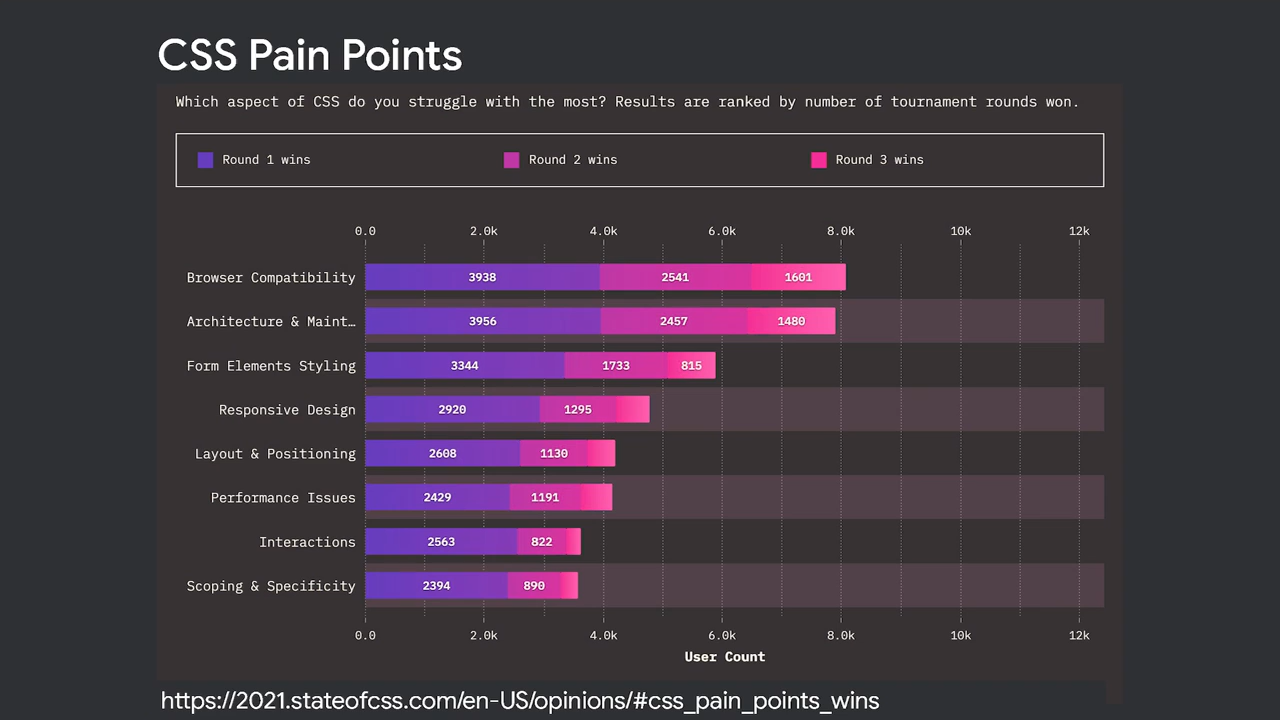 CSS Pain Points
Which aspect of CSS do you struggle with the most? Results are ranked by number of tournament rounds won.
Round 1 wins Round 2 wins Round 3 wins
0.0 2.0k 4.0k 6.0k 8.0k 10k 12k
Browser Compatibility 3938 2541 1601
Architecture & Maint… 3956 2457 1480
Form Elements Styling 3344 1733 815
Responsive Design 2920 1295
Layout & Positioning 2608 1130
Performance Issues 2429 1191
Interactions 2563 822
Scoping & Specificity 2394 890
0.0 2.0k 4.0k 6.0k 8.0k 10k 12k
User Count
https://2021.stateofcss.com/en-US/opinions/#css_pain_points_wins